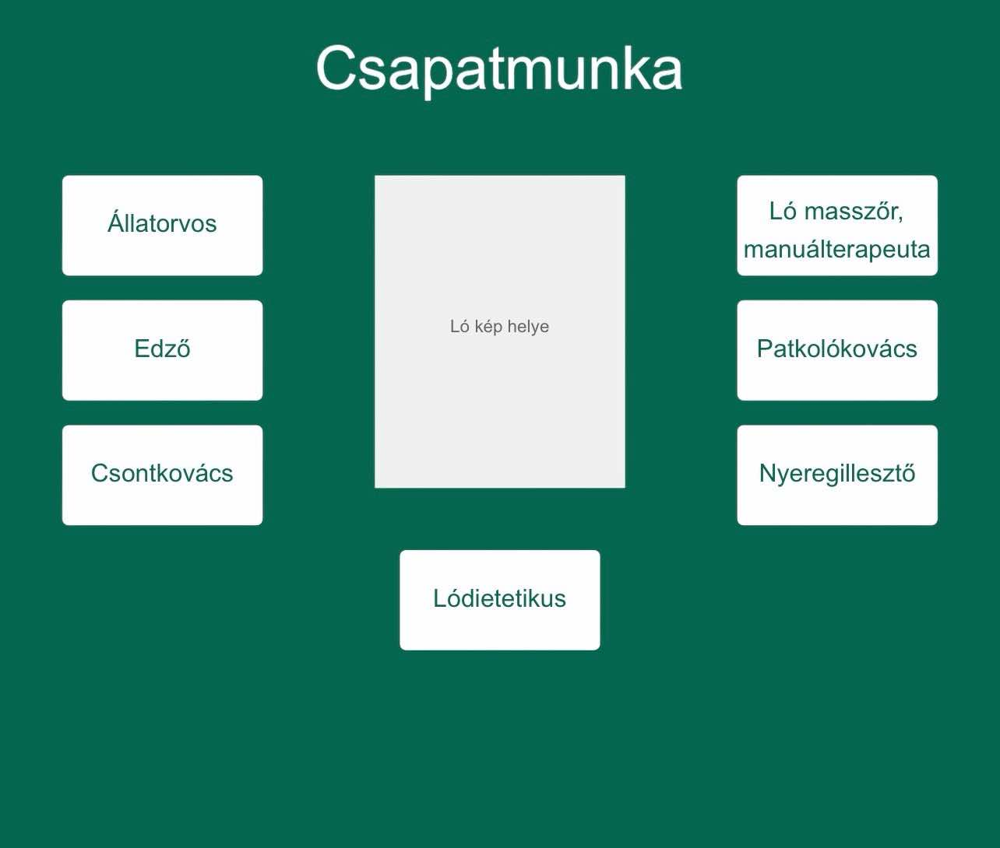 Csapatmunka
Állatorvos
Ló masszőr,
manuálterapeuta
Ló kép helye
Edző
Patkolókovács
Csontkovács
Nyeregillesztő
Lódietetikus